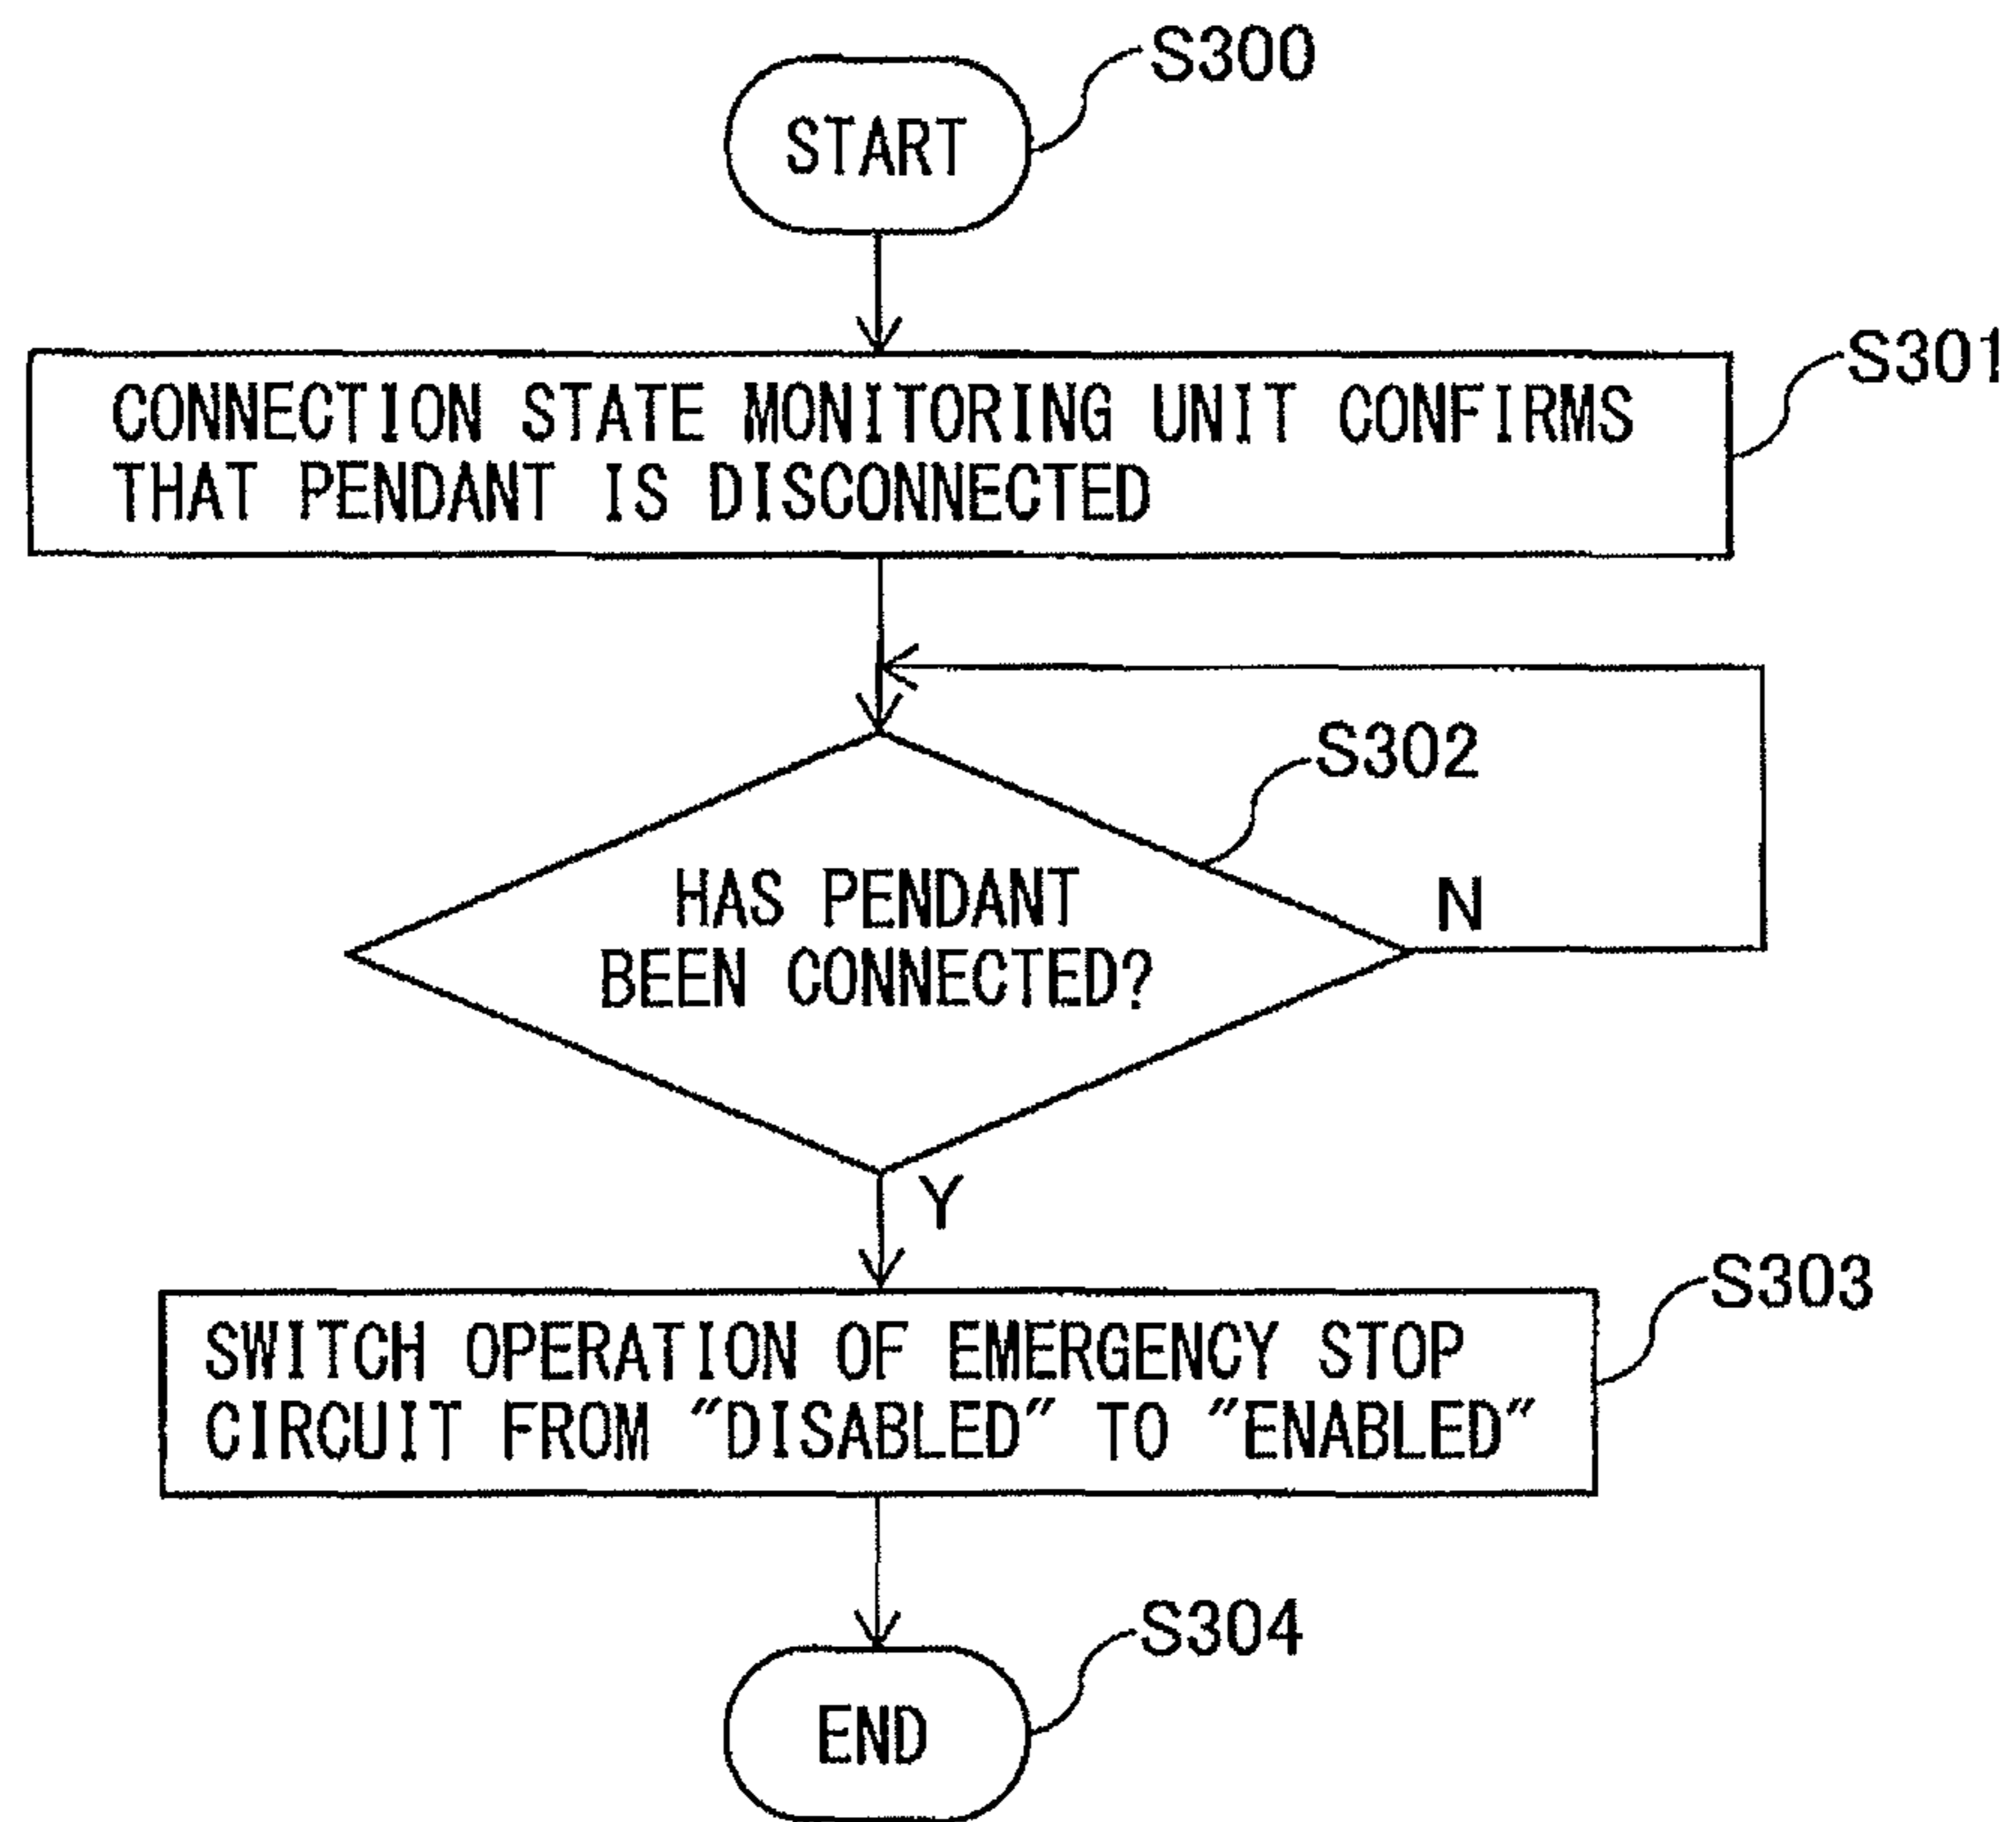 S300
START
S301
CONNECTION STATE MONITORING UNIT CONFIRMS
THAT PENDANT IS DISCONNECTED
S302
HAS PENDANT
BEEN CONNECTED?
N
Y
S303
SWITCH OPERATION OF EMERGENCY STOP
CIRCUIT FROM "DISABLED" TO "ENABLED"
S304
END